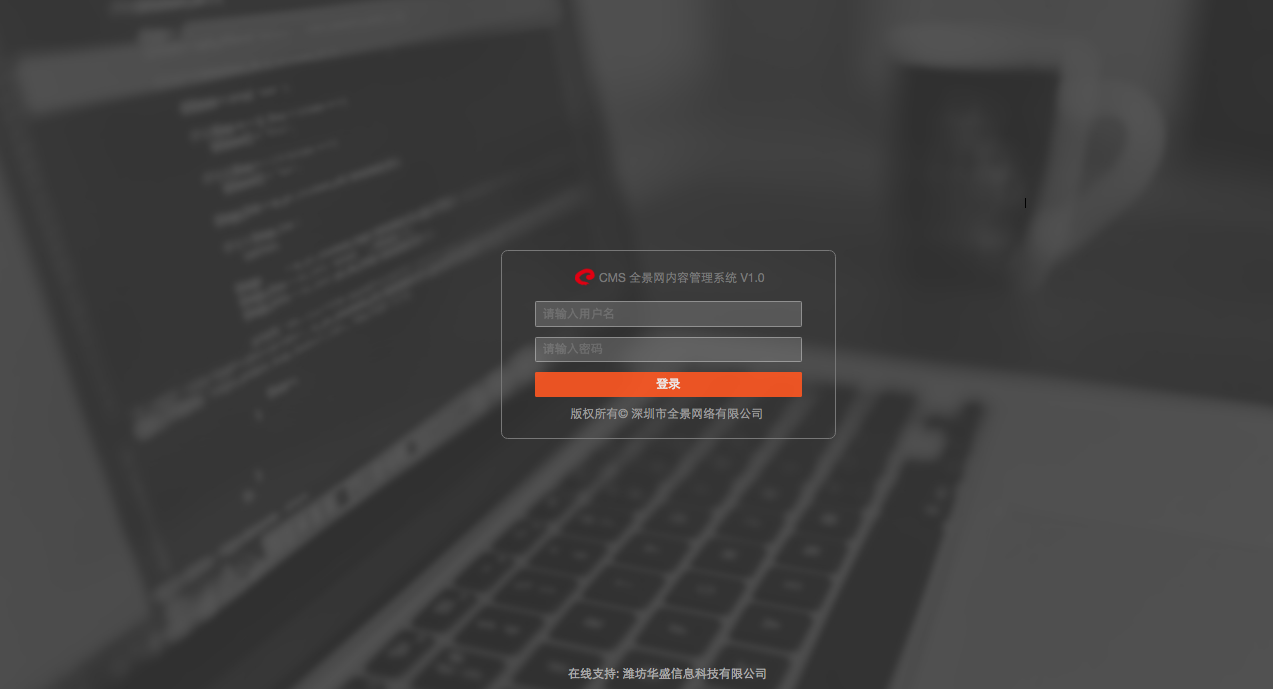 CMS 全景网内容管理系统 V1.0
请输入用户名
请输入密码
登录
版权所有© 深圳市全景网络有限公司
在线支持: 潍坊华盛信息科技有限公司